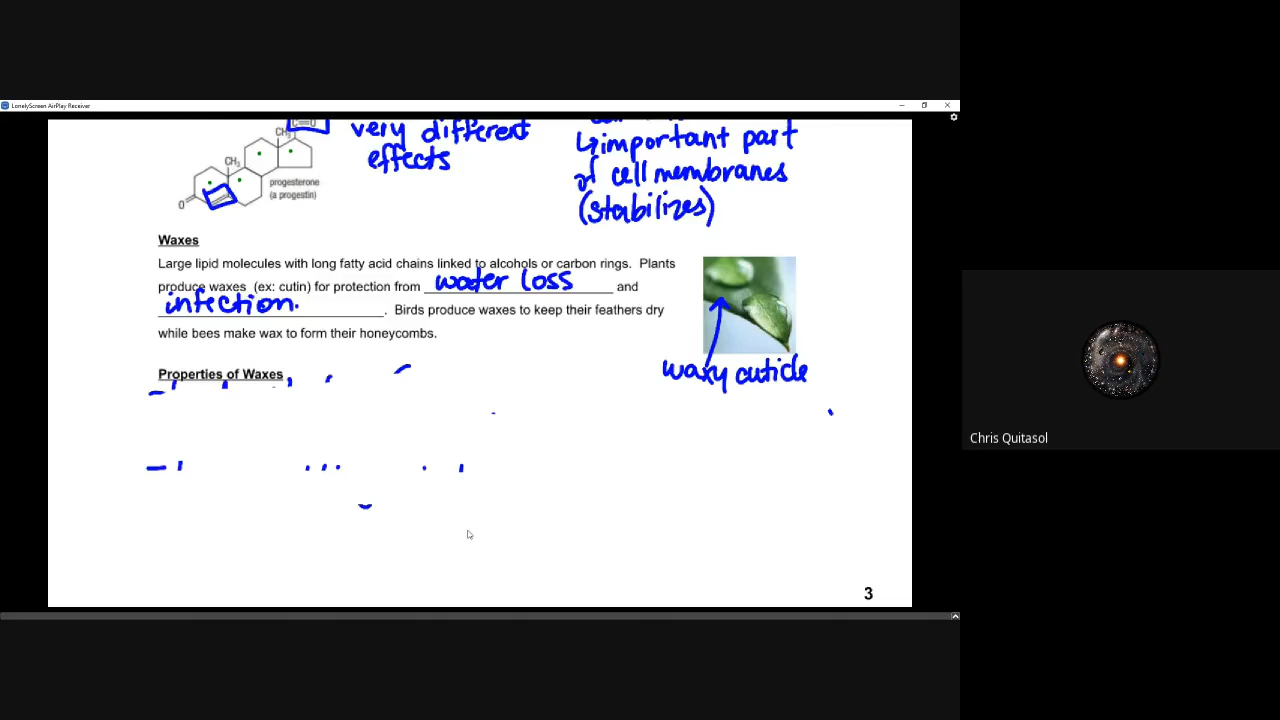 LonelyScreen AirPlay Receiver
C=O
very different
effects
↳important part
of cell membranes
(stabilizes)
CH3
CH3
O
progesterone
(a progestin)
Waxes
Large lipid molecules with long fatty acid chains linked to alcohols or carbon rings. Plants
produce waxes (ex: cutin) for protection from water loss and
infection. . Birds produce waxes to keep their feathers dry
while bees make wax to form their honeycombs.
waxy cuticle
Properties of Waxes
3
Chris Quitasol